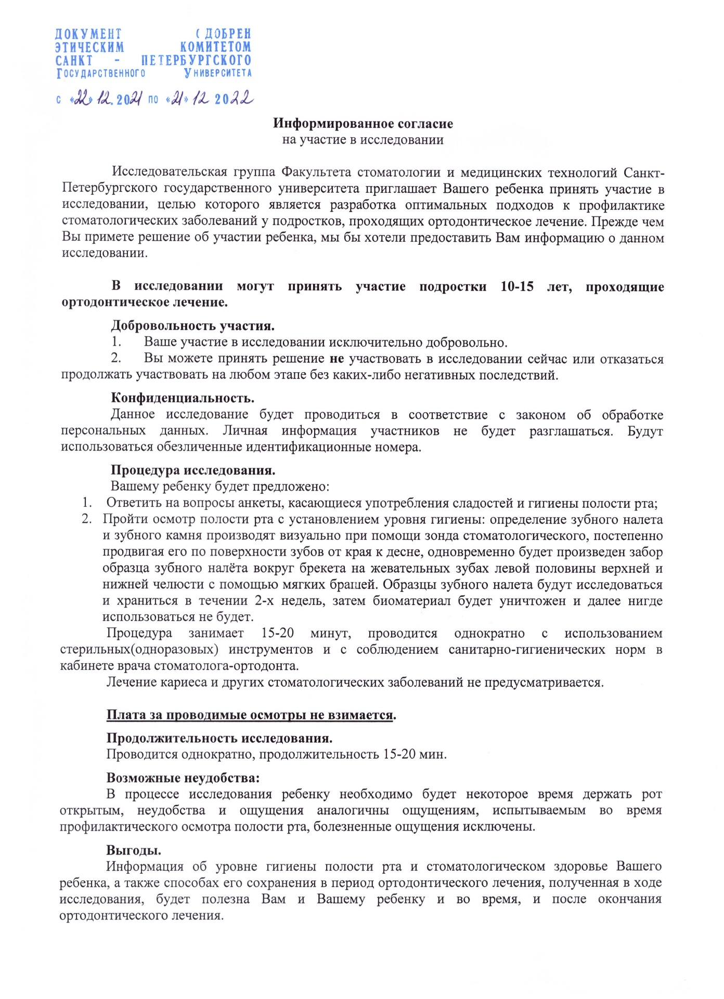 ДОКУМЕНТ ОДОБРЕН
ЭТИЧЕСКИМ КОМИТЕТОМ
САНКТ - ПЕТЕРБУРГСКОГО
ГОСУДАРСТВЕННОГО УНИВЕРСИТЕТА
С «22» 12.2021 ПО «21» 12 2022
Информированное согласие
на участие в исследовании
Исследовательская группа Факультета стоматологии и медицинских технологий Санкт-
Петербургского государственного университета приглашает Вашего ребенка принять участие в
исследовании, целью которого является разработка оптимальных подходов к профилактике
стоматологических заболеваний у подростков, проходящих ортодонтическое лечение. Прежде чем
Вы примете решение об участии ребенка, мы бы хотели предоставить Вам информацию о данном
исследовании.
В исследовании могут принять участие подростки 10-15 лет, проходящие
ортодонтическое лечение.
Добровольность участия.
1. Ваше участие в исследовании исключительно добровольно.
2. Вы можете принять решение не участвовать в исследовании сейчас или отказаться
продолжать участвовать на любом этапе без каких-либо негативных последствий.
Конфиденциальность.
Данное исследование будет проводиться в соответствие с законом об обработке
персональных данных. Личная информация участников не будет разглашаться. Будут
использоваться обезличенные идентификационные номера.
Процедура исследования.
Вашему ребенку будет предложено:
1. Ответить на вопросы анкеты, касающиеся употребления сладостей и гигиены полости рта;
2. Пройти осмотр полости рта с установлением уровня гигиены: определение зубного налета
и зубного камня производят визуально при помощи зонда стоматологического, постепенно
продвигая его по поверхности зубов от края к десне, одновременно будет произведен забор
образца зубного налёта вокруг брекета на жевательных зубах левой половины верхней и
нижней челюсти с помощью мягких брашей. Образцы зубного налета будут исследоваться
и храниться в течении 2-х недель, затем биоматериал будет уничтожен и далее нигде
использоваться не будет.
Процедура занимает 15-20 минут, проводится однократно с использованием
стерильных(одноразовых) инструментов и с соблюдением санитарно-гигиенических норм в
кабинете врача стоматолога-ортодонта.
Лечение кариеса и других стоматологических заболеваний не предусматривается.
Плата за проводимые осмотры не взимается.
Продолжительность исследования.
Проводится однократно, продолжительность 15-20 мин.
Возможные неудобства:
В процессе исследования ребенку необходимо будет некоторое время держать рот
открытым, неудобства и ощущения аналогичны ощущениям, испытываемым во время
профилактического осмотра полости рта, болезненные ощущения исключены.
Выгоды.
Информация об уровне гигиены полости рта и стоматологическом здоровье Вашего
ребенка, а также способах его сохранения в период ортодонтического лечения, полученная в ходе
исследования, будет полезна Вам и Вашему ребенку и во время, и после окончания
ортодонтического лечения.